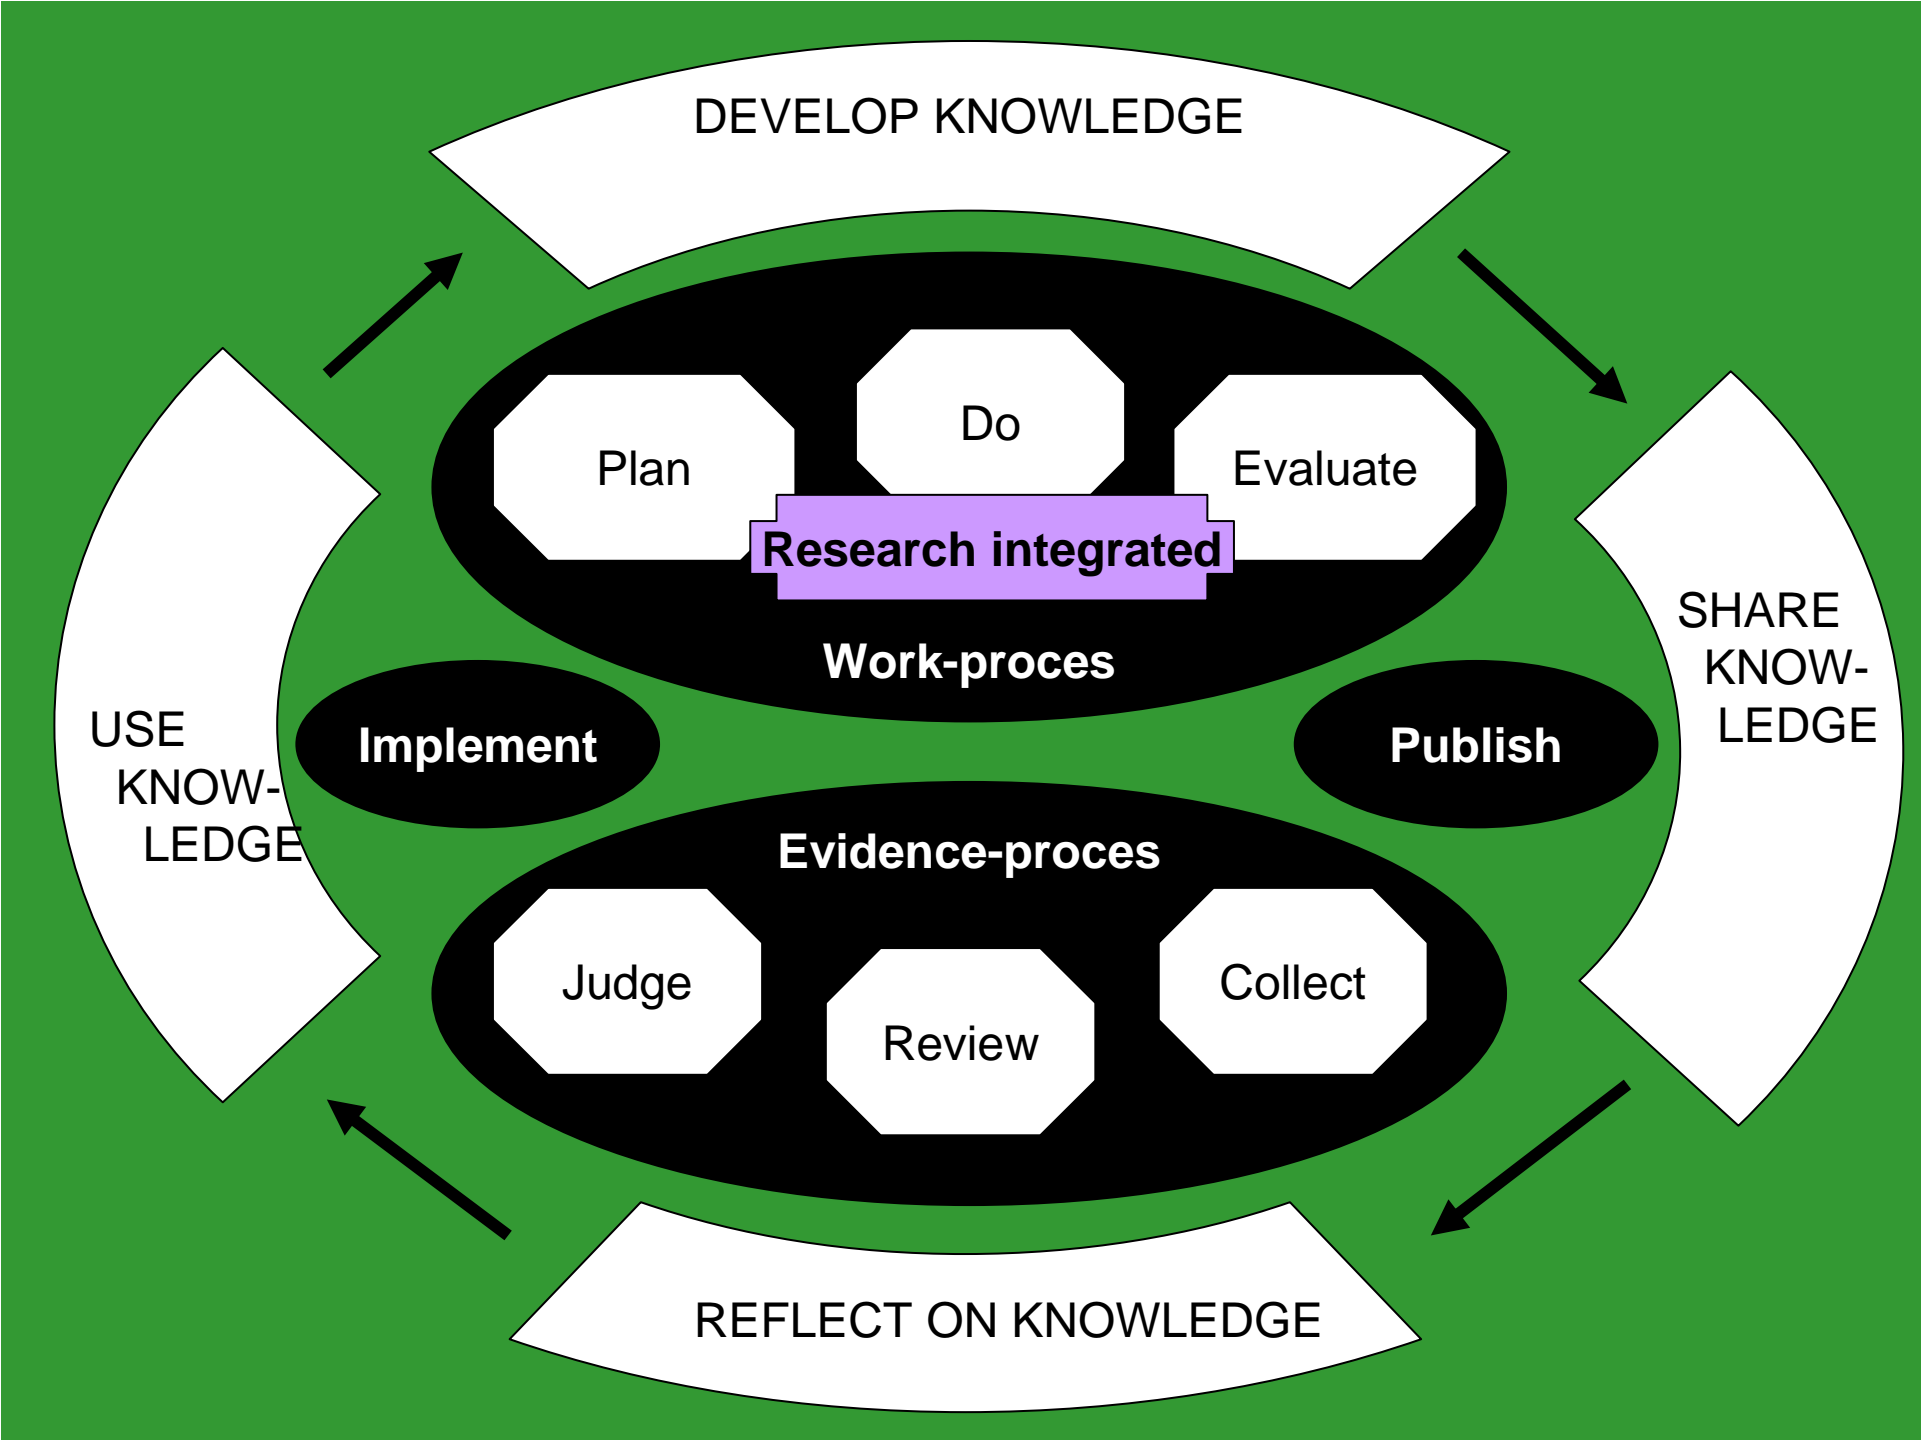 DEVELOP KNOWLEDGE
Do
Plan
Evaluate
Research integrated
Work-proces
SHARE
KNOW-
LEDGE
USE
KNOW-
LEDGE
Implement
Publish
Evidence-proces
Judge
Collect
Review
REFLECT ON KNOWLEDGE